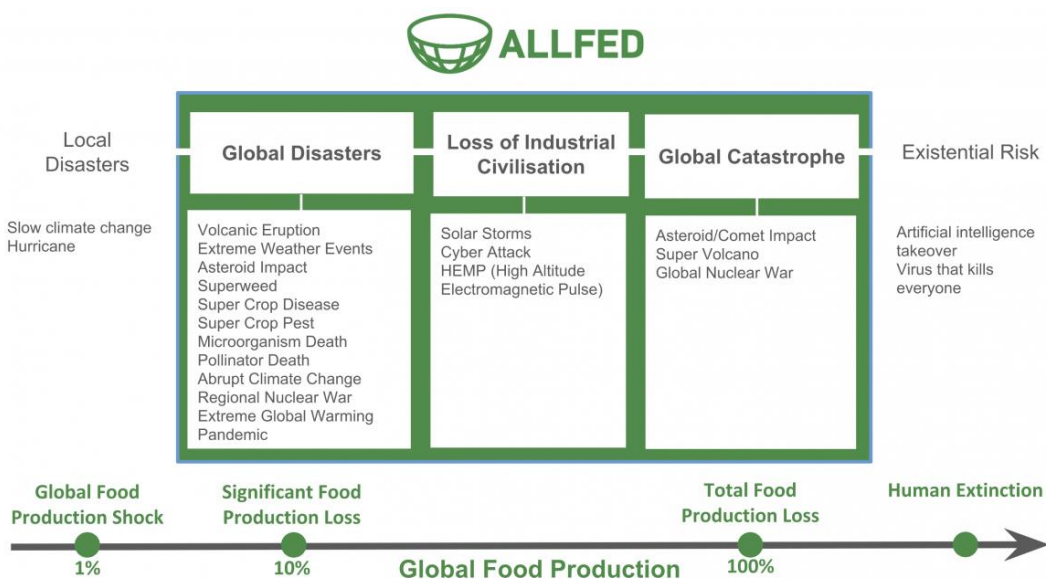 ALLFED
Local
Disasters
Global Disasters
Loss of Industrial
Civilisation
Global Catastrophe
Existential Risk
Slow climate change
Hurricane
Volcanic Eruption
Extreme Weather Events
Asteroid Impact
Superweed
Super Crop Disease
Super Crop Pest
Microorganism Death
Pollinator Death
Abrupt Climate Change
Regional Nuclear War
Extreme Global Warming
Pandemic
Solar Storms
Cyber Attack
HEMP (High Altitude
Electromagnetic Pulse)
Asteroid/Comet Impact
Super Volcano
Global Nuclear War
Artificial intelligence
takeover
Virus that kills
everyone
Global Food
Production Shock
Significant Food
Production Loss
Total Food
Production Loss
Human Extinction
1%
10%
Global Food Production
100%